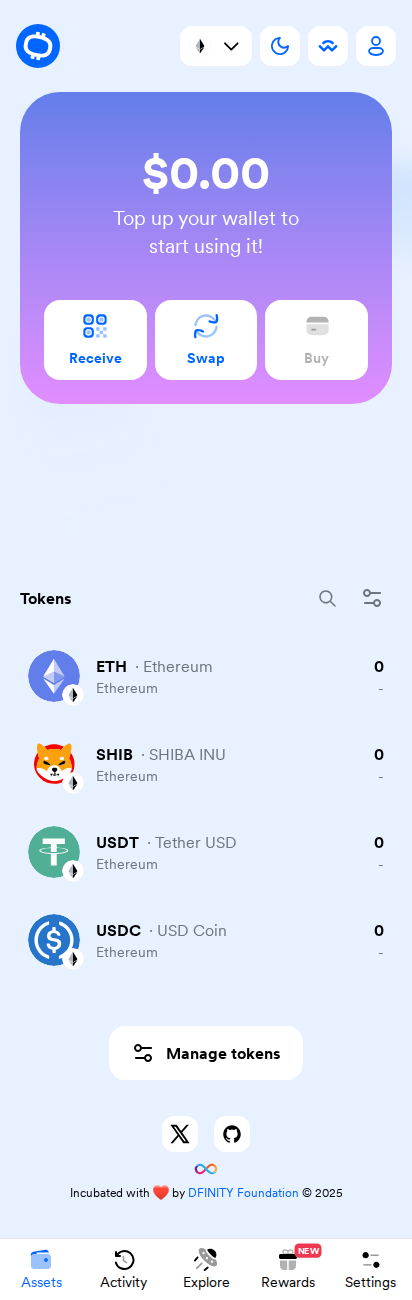 $0.00
Top up your wallet to
start using it!
Receive
Swap
Buy
Tokens
ETH · Ethereum
0
Ethereum
-
SHIB · SHIBA INU
0
Ethereum
-
USDT · Tether USD
0
Ethereum
-
USDC · USD Coin
0
Ethereum
-
Manage tokens
Incubated with ❤️ by DFINITY Foundation © 2025
NEW
Assets
Activity
Explore
Rewards
Settings